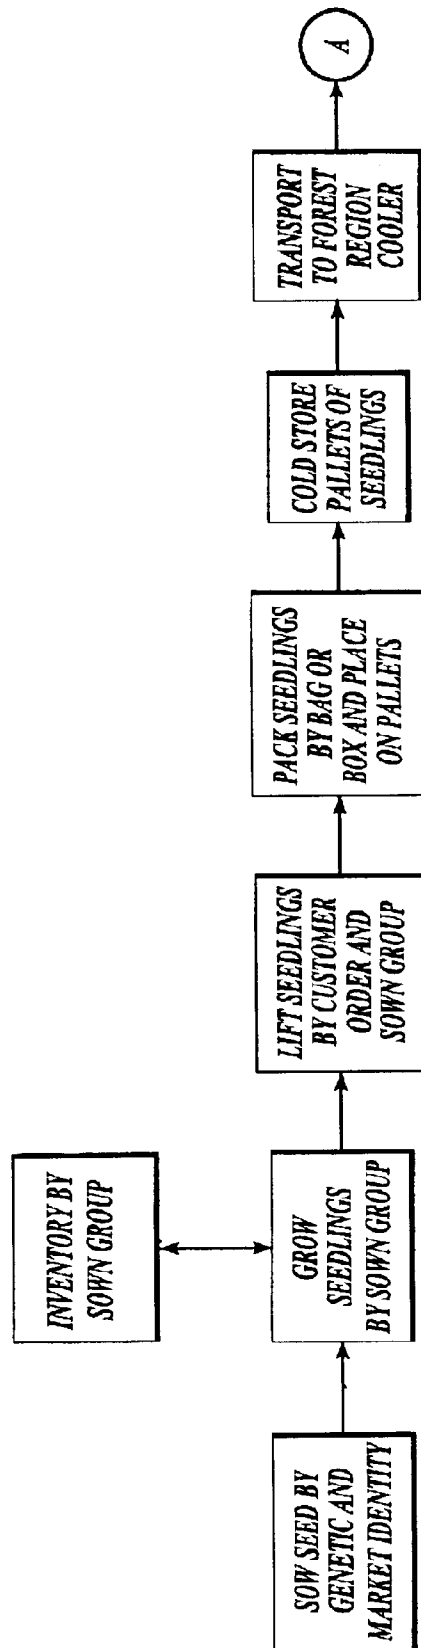 INVENTORY BY
SOWN GROUP
SOW SEED BY
GENETIC AND
MARKET IDENTITY
GROW
SEEDLINGS
BY SOWN GROUP
LIFT SEEDLINGS
BY CUSTOMER
ORDER AND
SOWN GROUP
PACK SEEDLINGS
BY BAG OR
BOX AND PLACE
ON PALLETS
COLD STORE
PALLETS OF
SEEDLINGS
TRANSPORT
TO FOREST
REGION
COOLER
A